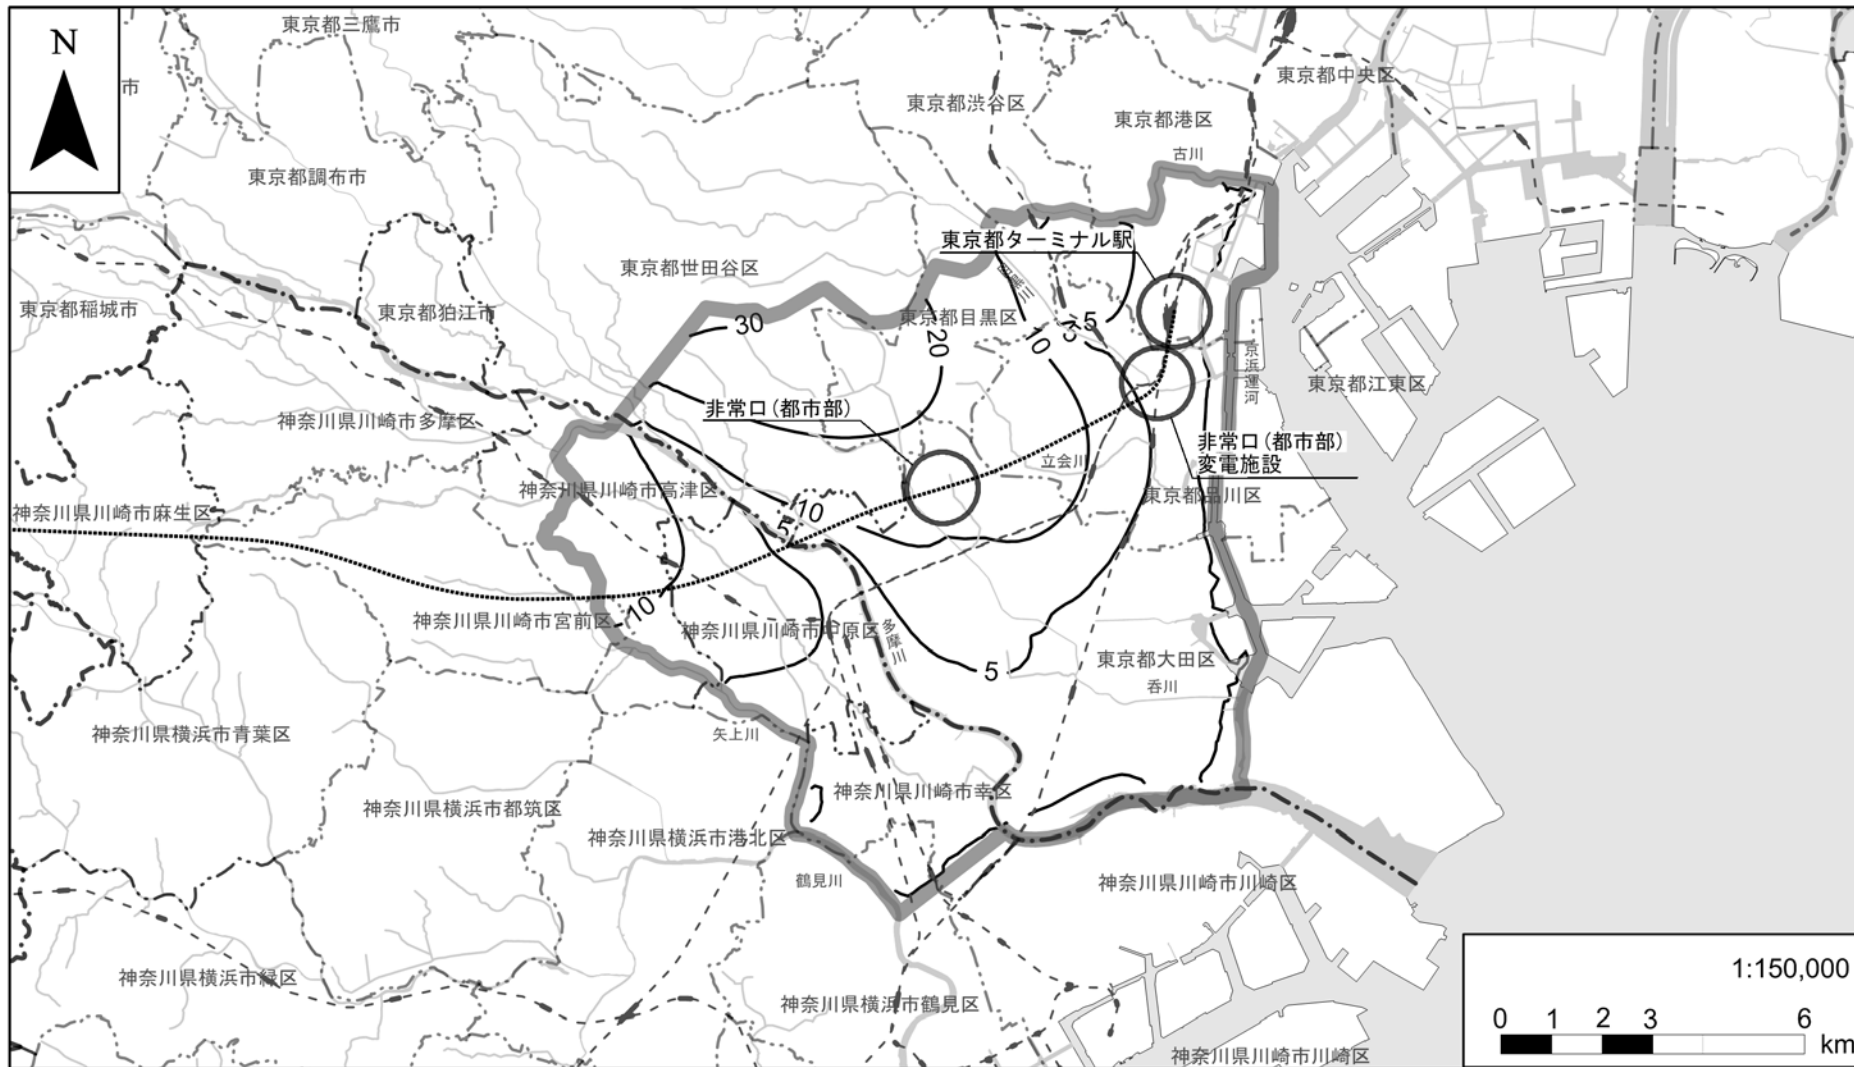 N
市
東京都三鷹市
東京都中央区
東京都渋谷区
東京都港区
古川
東京都調布市
東京都ターミナル駅
東京都世田谷区
東京都稲城市
東京都狛江市
東京都目黒区
30
20
10
5
5
京浜運河
東京都江東区
非常口(都市部)
神奈川県川崎市多摩区
非常口(都市部)
変電施設
立会川
神奈川県川崎市高津区
東京都品川区
神奈川県川崎市麻生区
10
5
10
神奈川県川崎市宮前区
神奈川県川崎市中原区
多摩川
東京都大田区
5
呑川
神奈川県横浜市青葉区
矢上川
神奈川県川崎市幸区
神奈川県横浜市都筑区
神奈川県横浜市港北区
鶴見川
神奈川県川崎市川崎区
神奈川県横浜市緑区
神奈川県横浜市鶴見区
神奈川県川崎市川崎区
1:150,000
0 1 2 3 6
km